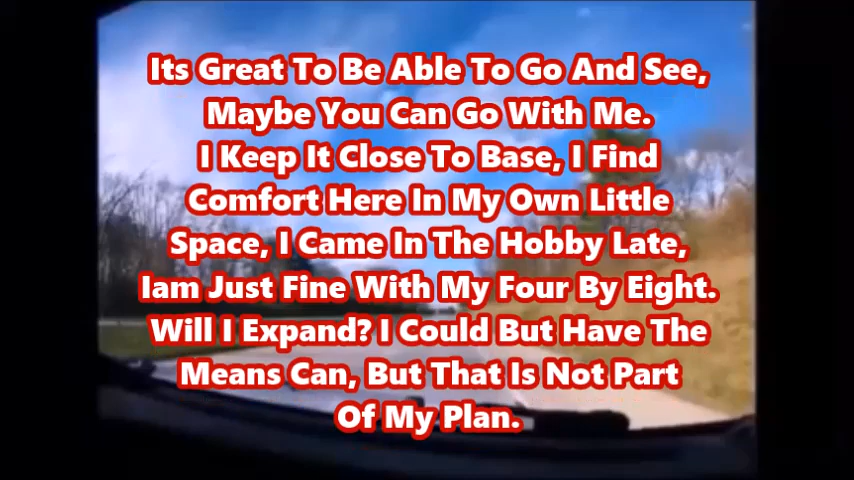 Its Great To Be Able To Go And See,
Maybe You Can Go With Me.
I Keep It Close To Base, I Find
Comfort Here In My Own Little
Space, I Came In The Hobby Late,
Iam Just Fine With My Four By Eight.
Will I Expand? I Could But Have The
Means Can, But That Is Not Part
Of My Plan.